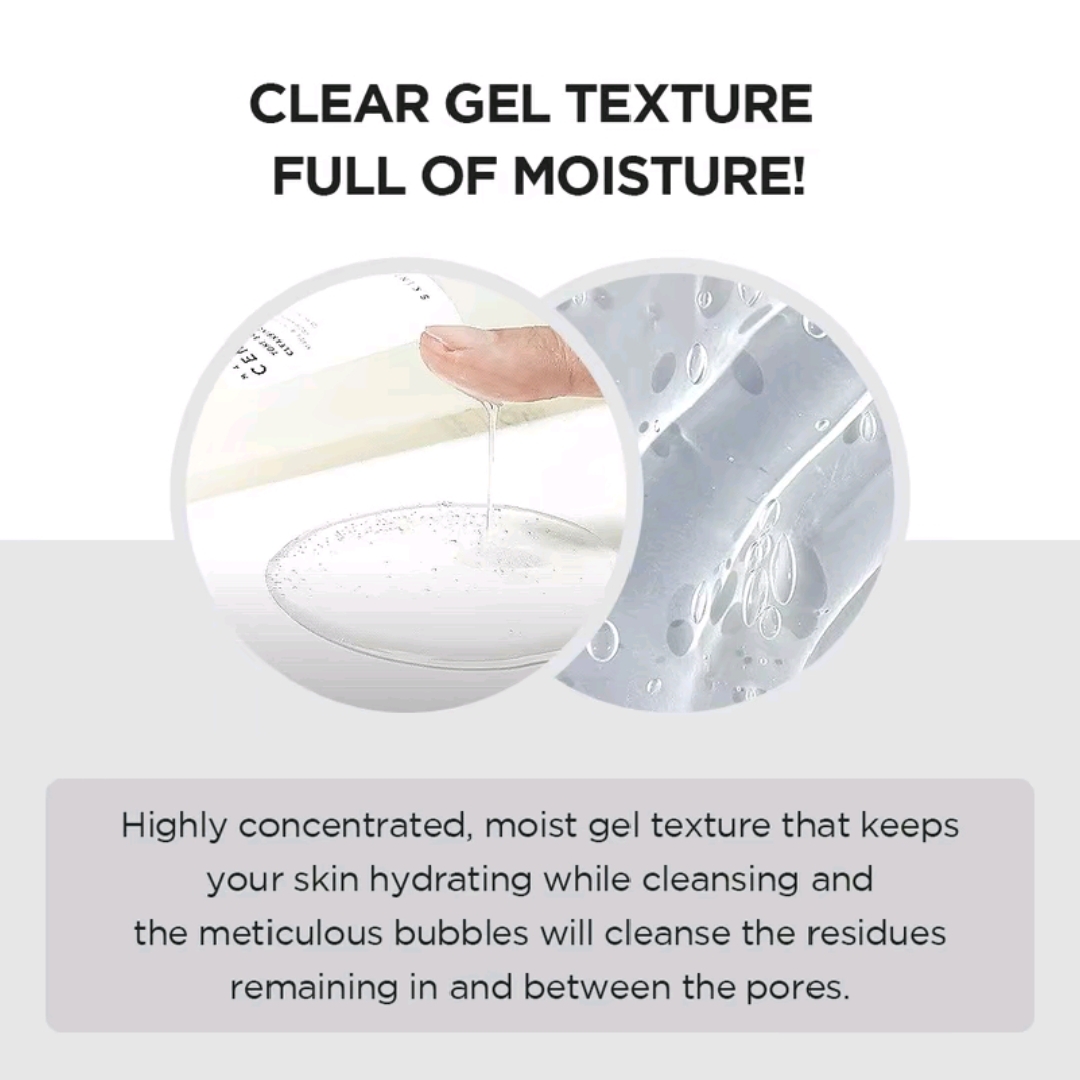 CLEAR GEL TEXTURE
FULL OF MOISTURE!
Highly concentrated, moist gel texture that keeps
your skin hydrating while cleansing and
the meticulous bubbles will cleanse the residues
remaining in and between the pores.